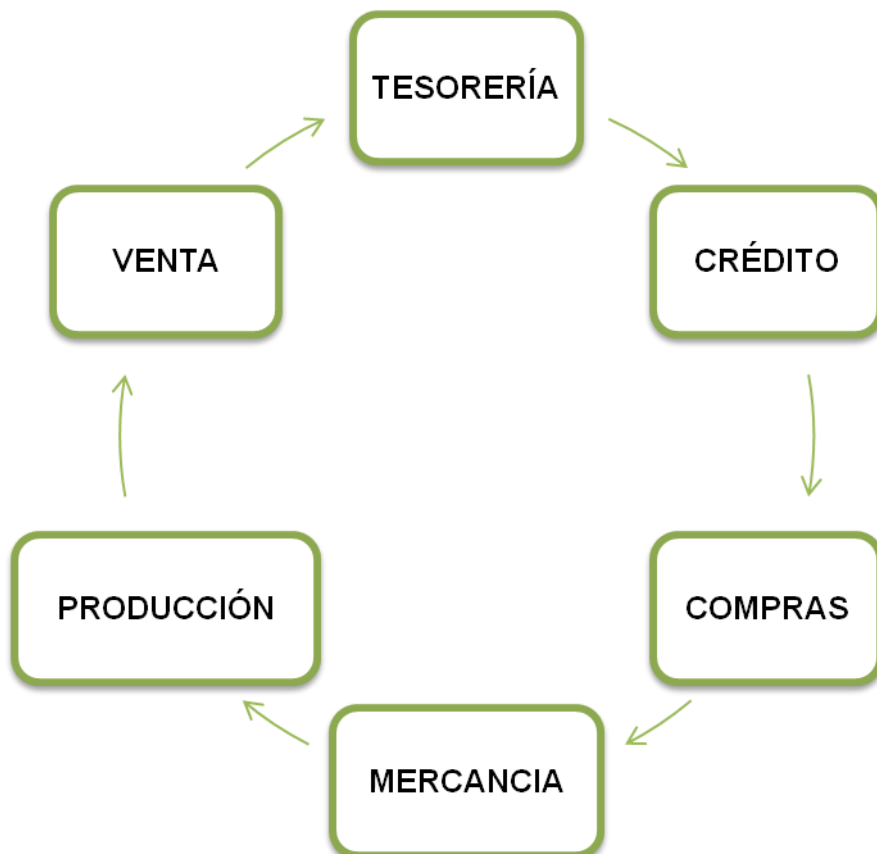 TESORERÍA
CRÉDITO
COMPRAS
MERCANCIA
PRODUCCIÓN
VENTA